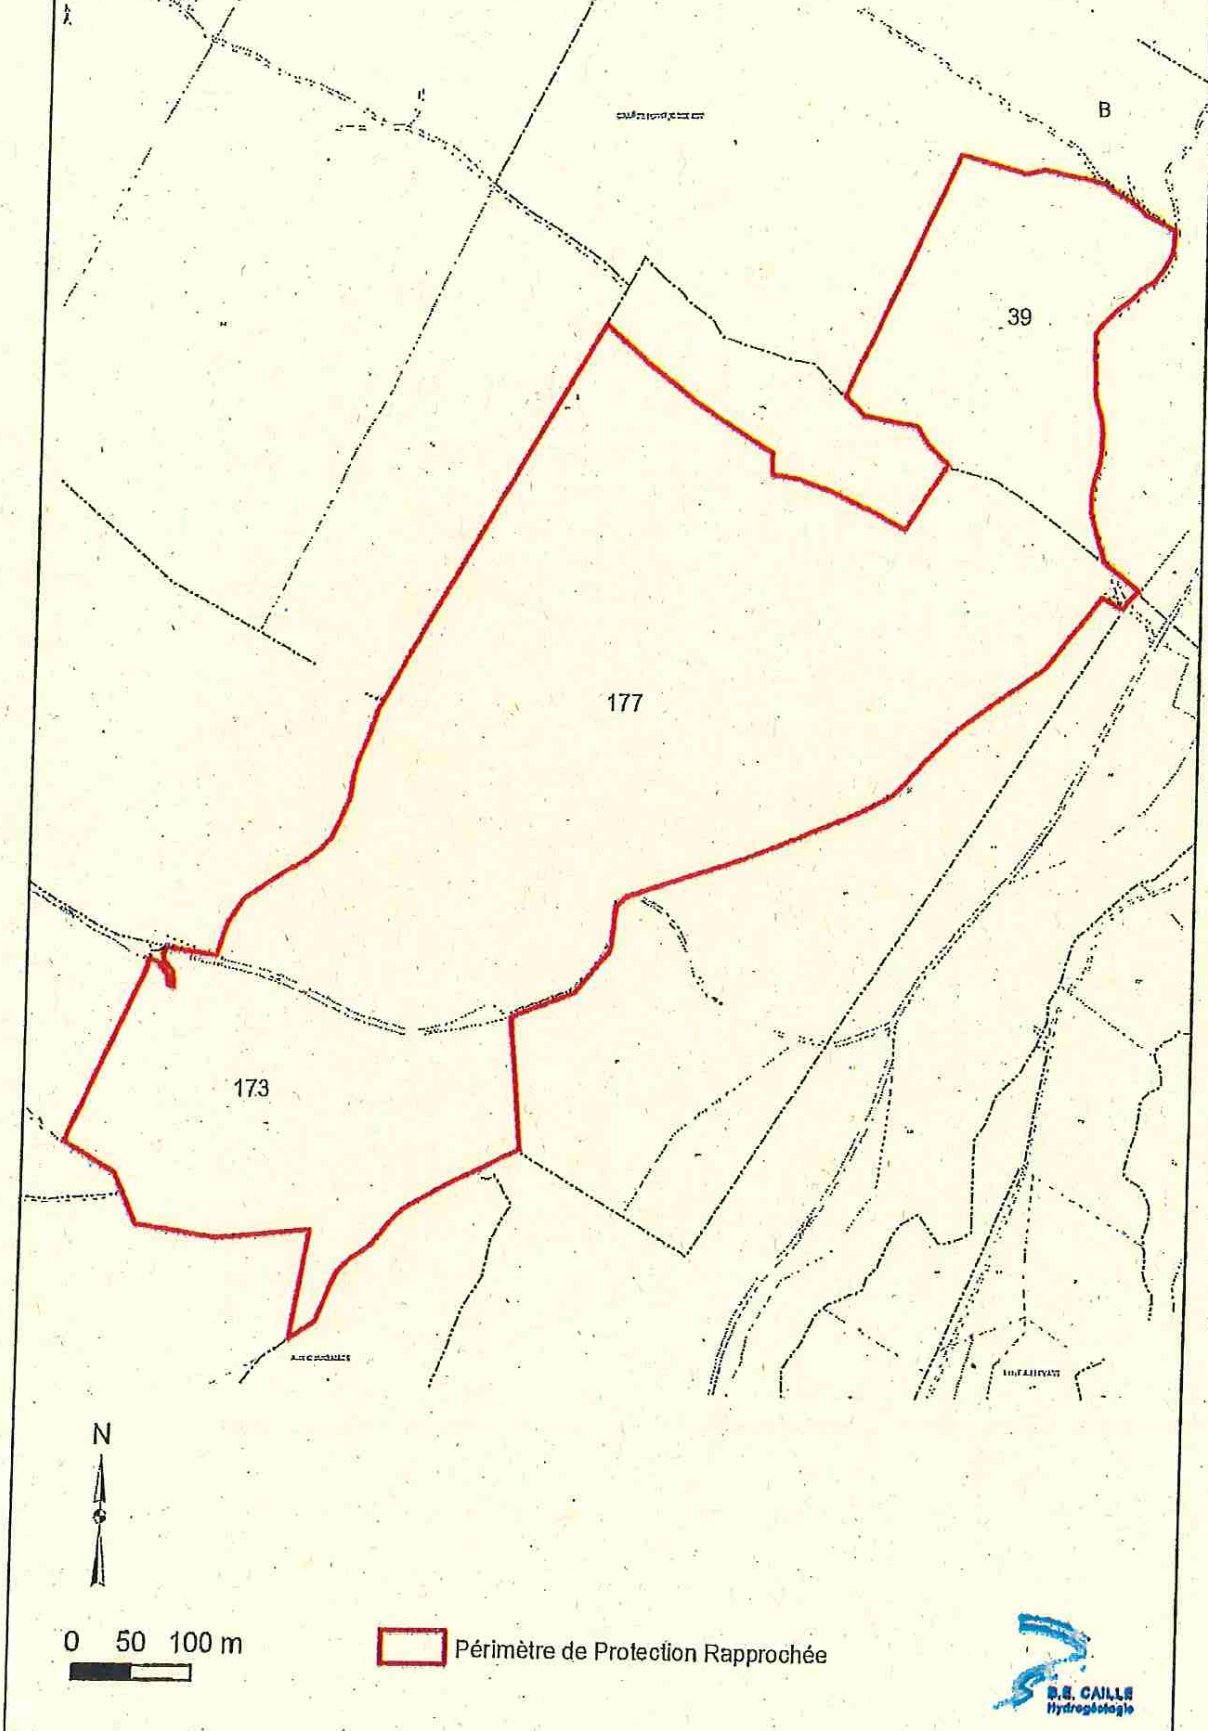 B
39
177
173
N
0 50 100 m
Périmètre de Protection Rapprochée
B.E. CAILLE
Hydrogéologie